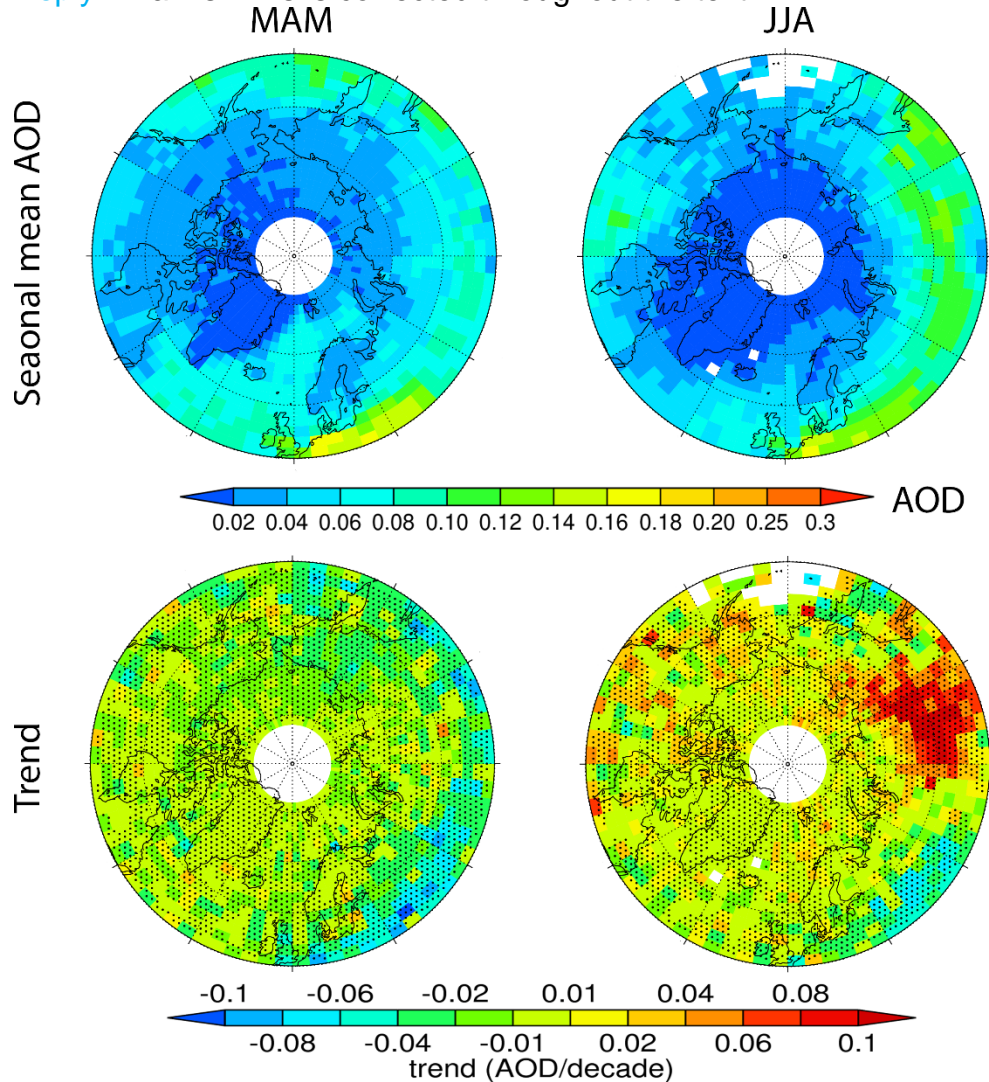 MAM JJA
Seaonal mean AOD
0.02 0.04 0.06 0.08 0.10 0.12 0.14 0.16 0.18 0.20 0.25 0.3 AOD
Trend
-0.1 -0.06 -0.02 0.01 0.04 0.08
-0.08 -0.04 -0.01 0.02 0.06 0.1
trend (AOD/decade)